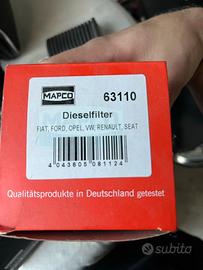 MAPCO
63110
Dieselfilter
FIAT, FORD, OPEL, VW, RENAULT, SEAT
4 043605 081124
Qualitätsprodukte in Deutschland getestet
subito